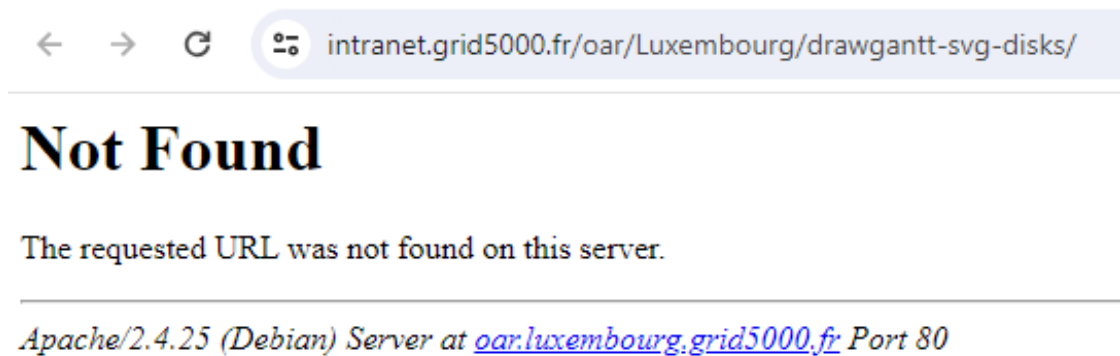 intranet.grid5000.fr/oar/Luxembourg/drawgantt-svg-disks/
Not Found
The requested URL was not found on this server.
Apache/2.4.25 (Debian) Server at oar.luxembourg.grid5000.fr Port 80